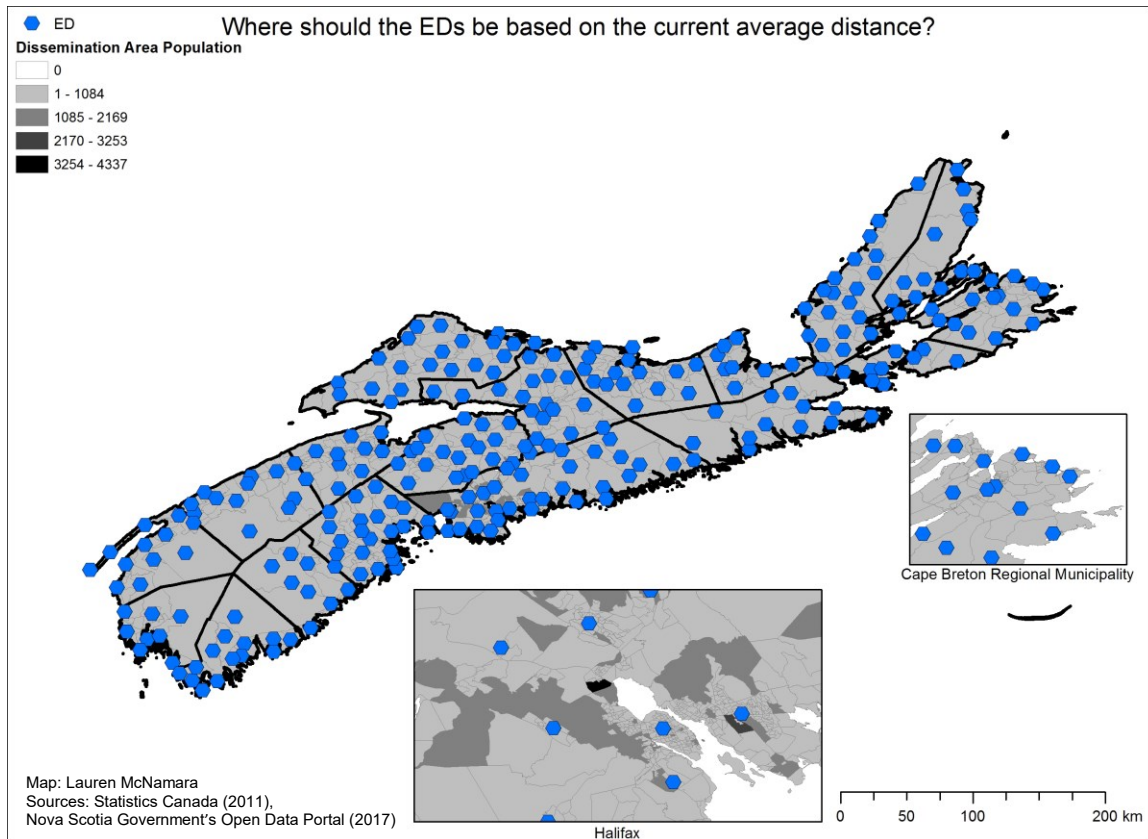 Where should the EDs be based on the current average distance?
ED
Dissemination Area Population
0
1 - 1084
1085 - 2169
2170 - 3253
3254 - 4337
Cape Breton Regional Municipality
Map: Lauren McNamara
Sources: Statistics Canada (2011),
Nova Scotia Government's Open Data Portal (2017)
Halifax
0 50 100 200 km